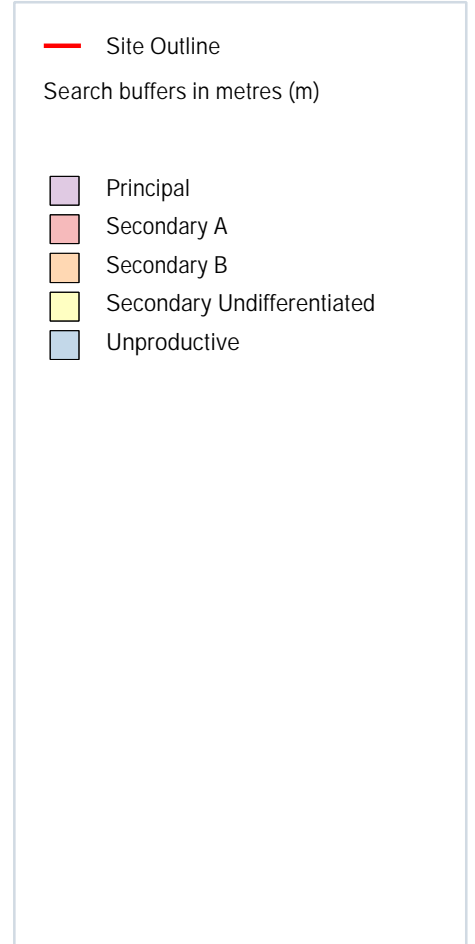 Site Outline
Search buffers in metres (m)
Principal
Secondary A
Secondary B
Secondary Undifferentiated
Unproductive